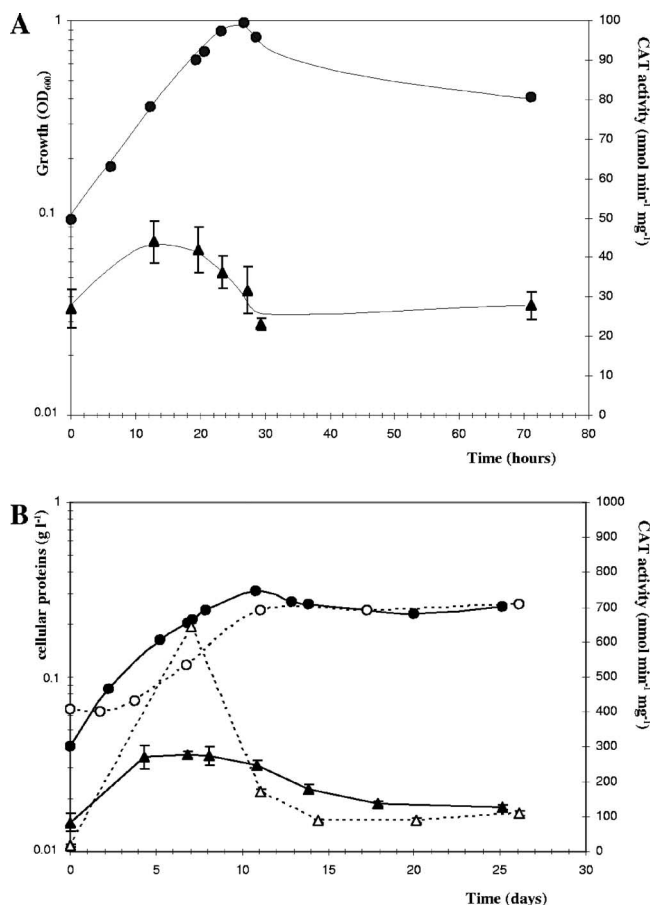 A
Growth (OD600)
1
0.1
0.01
CAT activity (nmol min-1 mg-1)
100
90
80
70
60
50
40
30
20
10
0
0 10 20 30 40 50 60 70 80
Time (hours)
B
cellular proteins (g l-1)
1
0.1
0.01
CAT activity (nmol min-1 mg-1)
1000
900
800
700
600
500
400
300
200
100
0
0 5 10 15 20 25 30
Time (days)